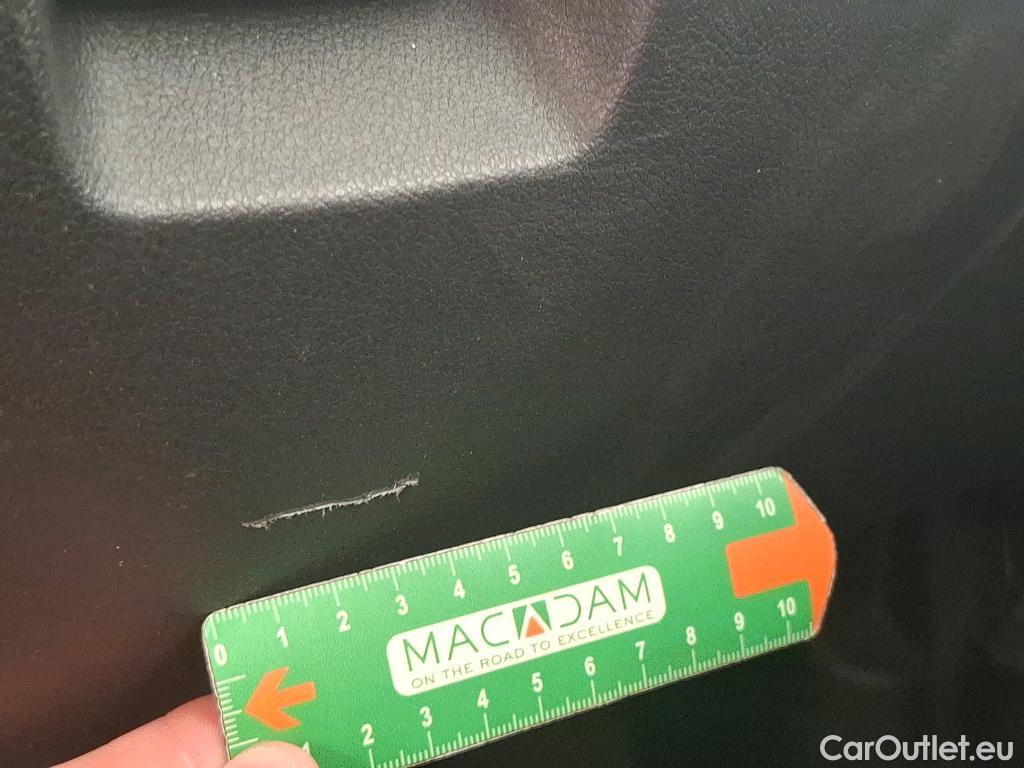 0 1 2 3 4 5 6 7 8 9 10
MACADAM
ON THE ROAD TO EXCELLENCE
1 2 3 4 5 6 7 8 9 10
CarOutlet.eu